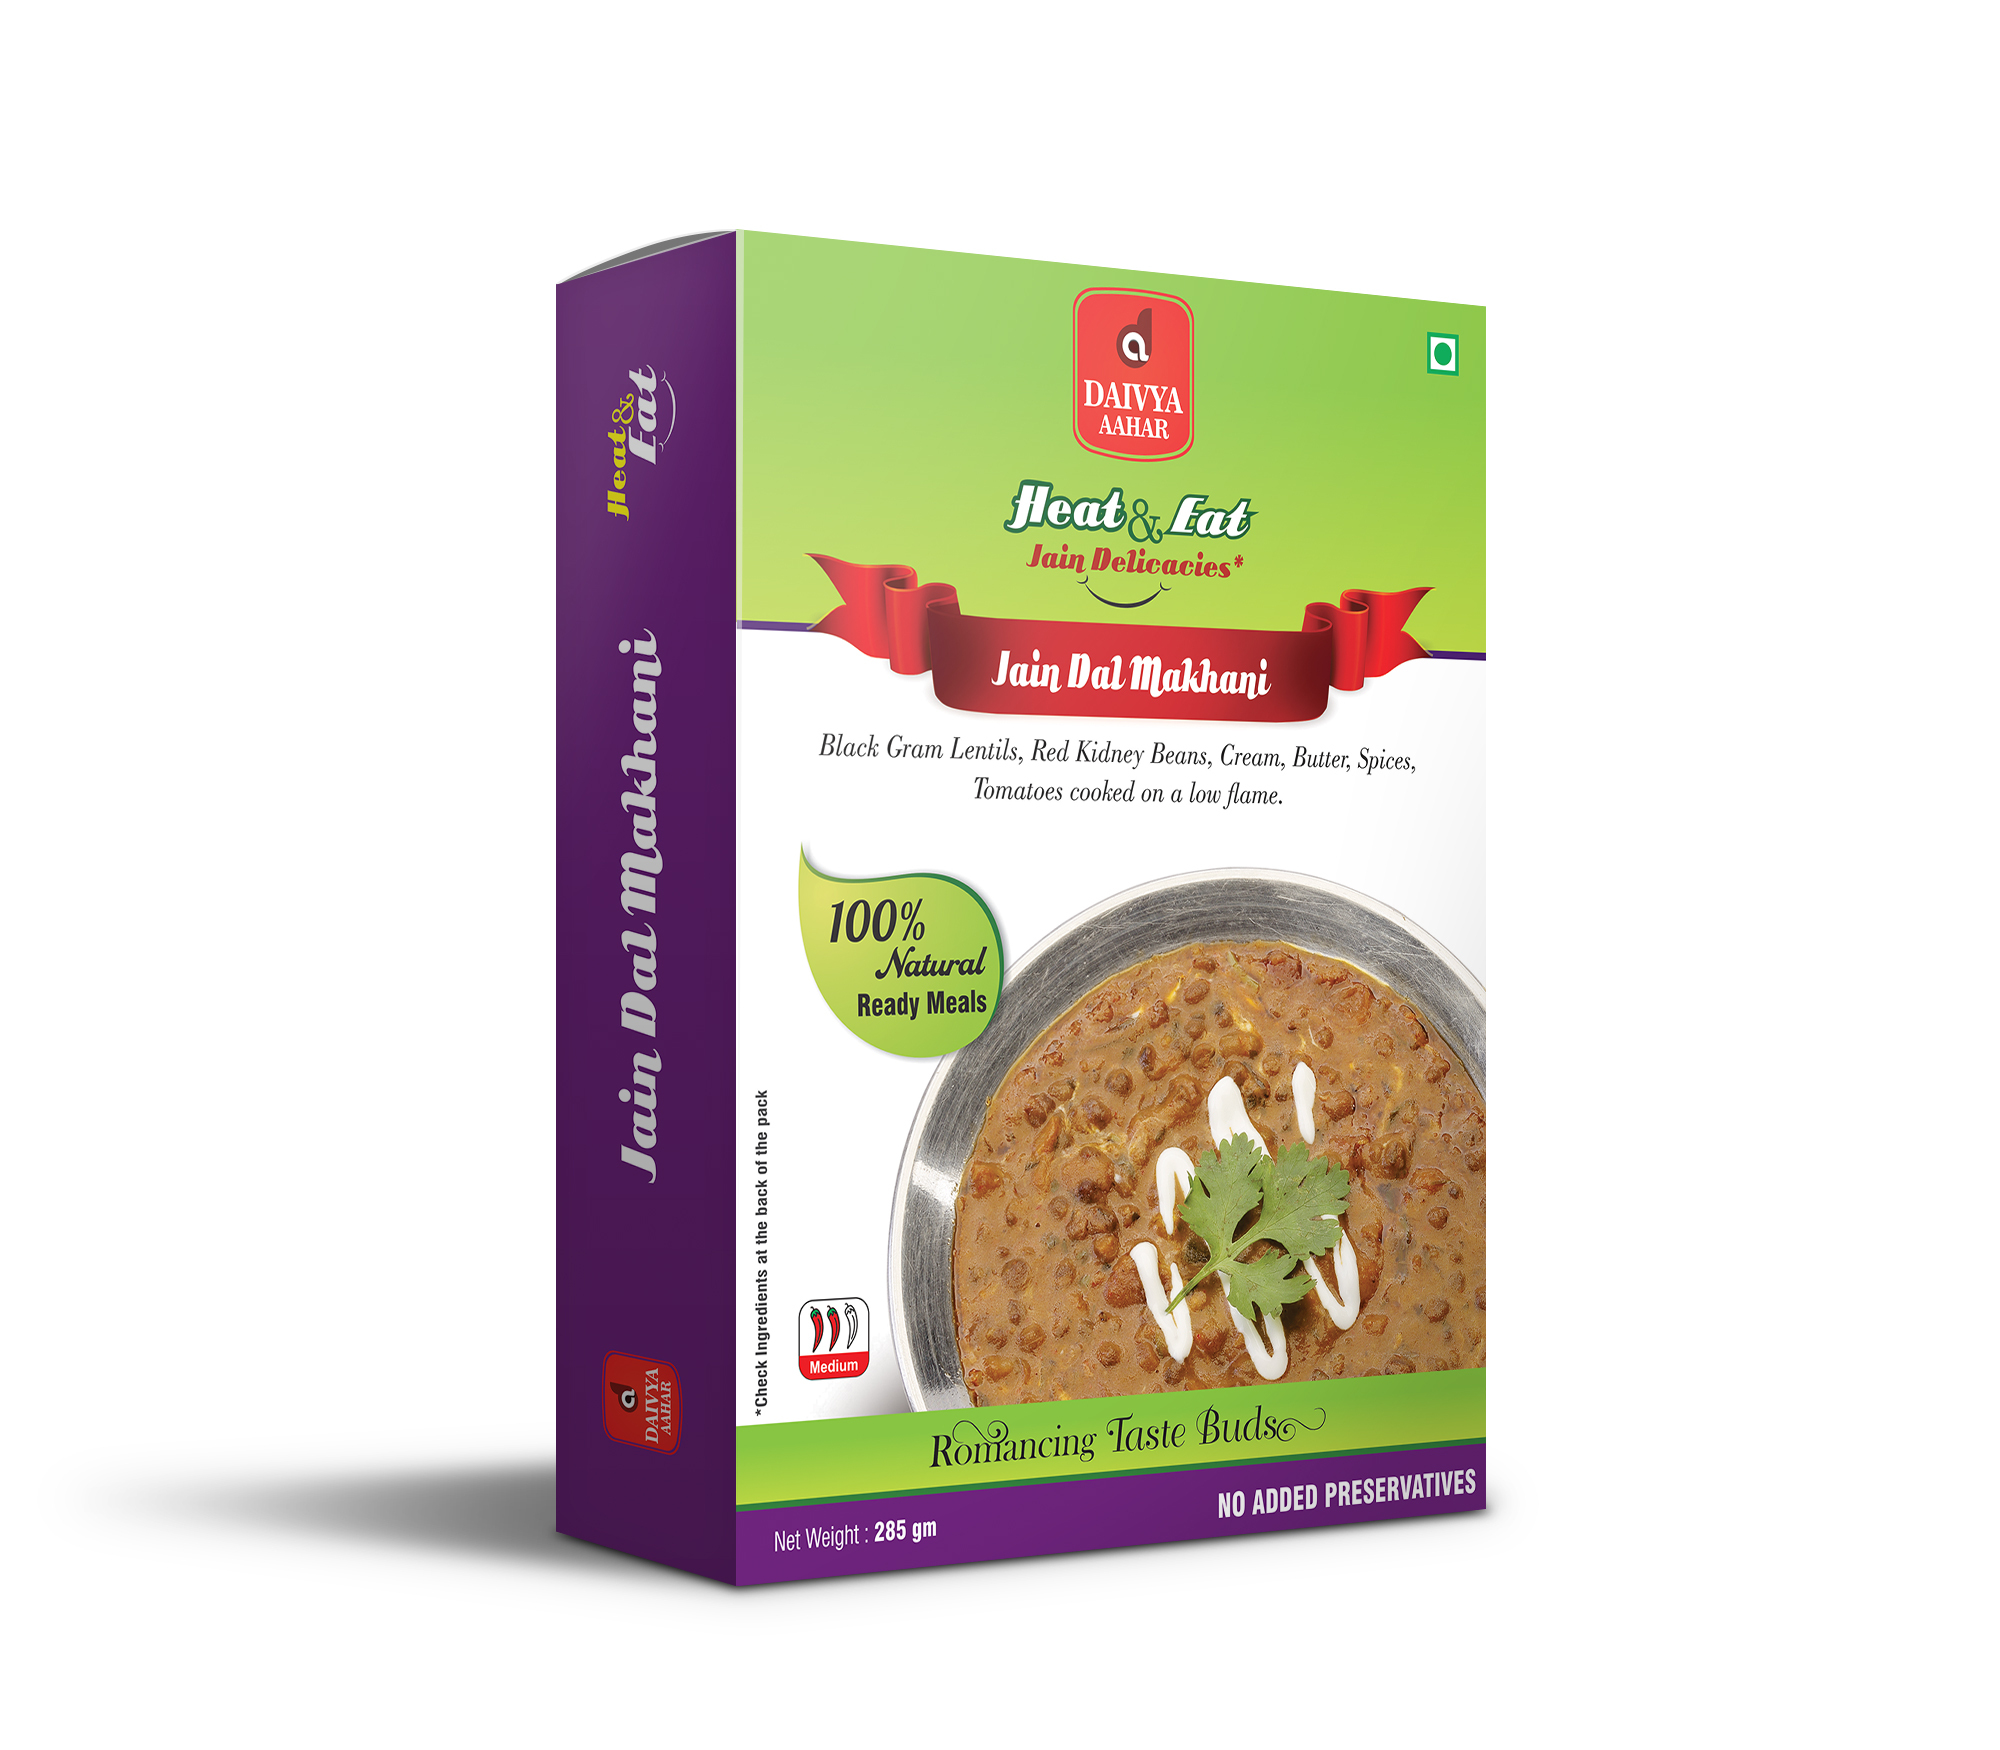 Heat &
Eat
Jain Dal Makhani
a
DAIVYA
AAHAR
a
DAIVYA
AAHAR
Heat & Eat
Jain Delicacies*
Jain Dal Makhani
Black Gram Lentils, Red Kidney Beans, Cream, Butter, Spices,
Tomatoes cooked on a low flame.
100%
Natural
Ready Meals
*Check Ingredients at the back of the pack
Medium
Romancing Taste Buds
NO ADDED PRESERVATIVES
Net Weight : 285 gm